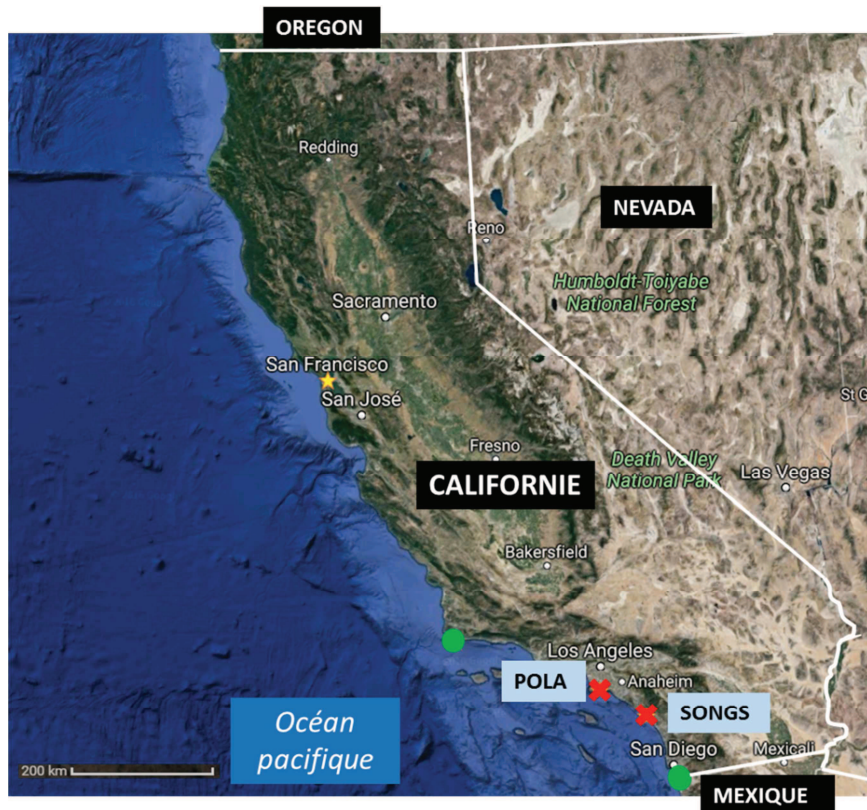 OREGON
Redding
NEVADA
Reno
Humboldt-Toiyabe
National Forest
Sacramento
San Francisco
San José
St G
Fresno
Death Valley
National Park
Las Vegas
CALIFORNIE
Bakersfield
Los Angeles
POLA
Anaheim
SONGS
Océan
pacifique
San Diego
Mexicali
200 km
MEXIQUE